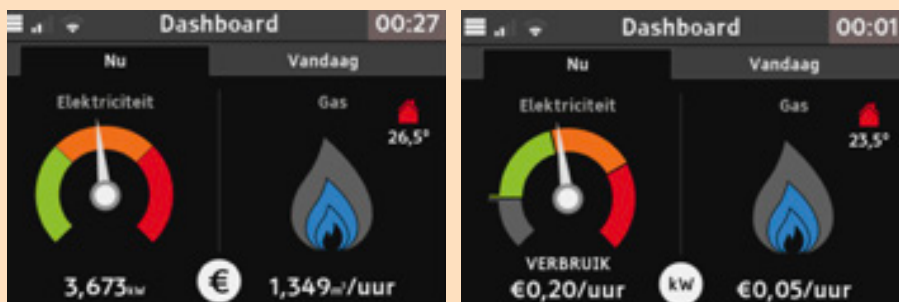 Dashboard 00:27
Nu Vandaag
Elektriciteit Gas
26,5°
3,673kW € 1,349m³/uur
Dashboard 00:01
Nu Vandaag
Elektriciteit Gas
23,5°
VERBRUIK
€0,20/uur kW €0,05/uur